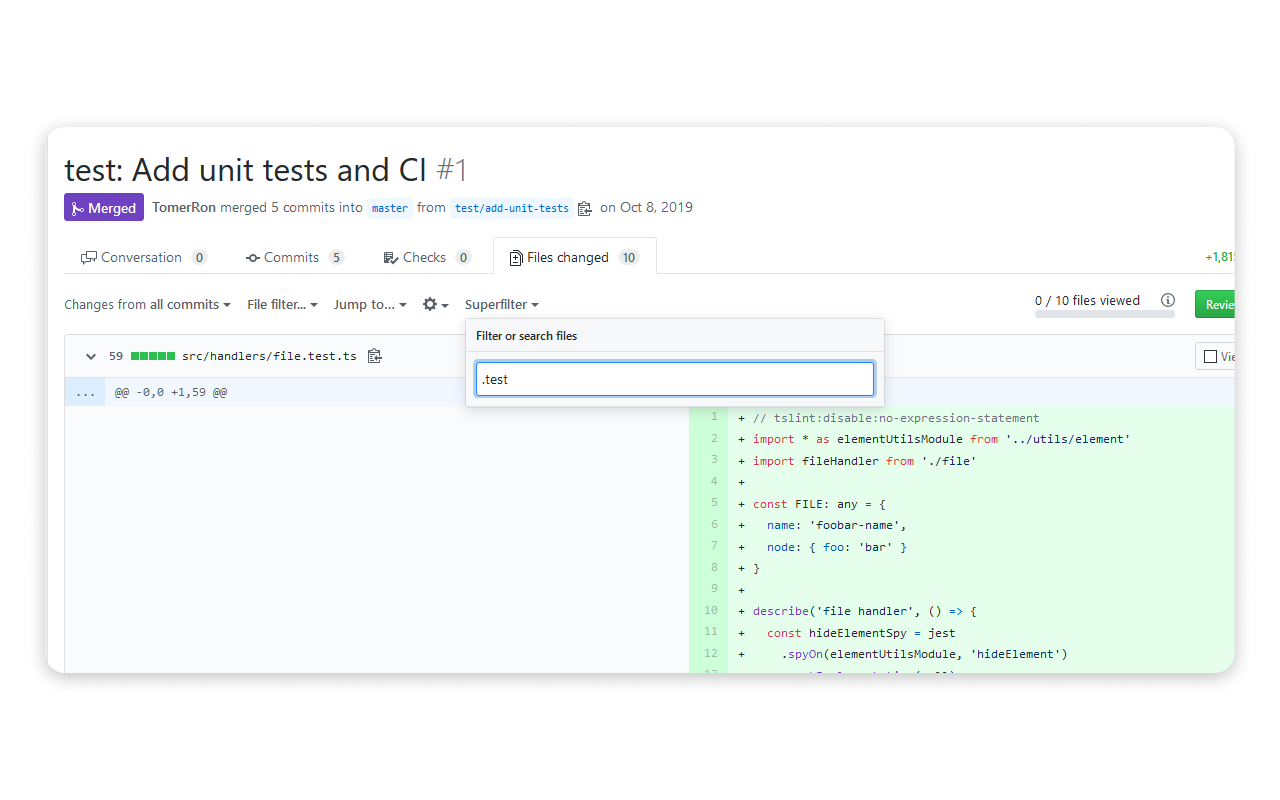 test: Add unit tests and CI #1
Merged TomerRon merged 5 commits into master from test/add-unit-tests on Oct 8, 2019
Conversation 0 Commits 5 Checks 0 Files changed 10 +1,815
Changes from all commits File filter... Jump to... Superfilter 0 / 10 files viewed Revie
Filter or search files
59 src/handlers/file.test.ts Vie
.test
... @@ -0,0 +1,59 @@
1 + // tslint:disable:no-expression-statement
2 + import * as elementUtilsModule from '../utils/element'
3 + import fileHandler from './file'
4 +
5 + const FILE: any = {
6 + name: 'foobar-name',
7 + node: { foo: 'bar' }
8 + }
9 +
10 + describe('file handler', () => {
11 + const hideElementSpy = jest
12 + .spyOn(elementUtilsModule, 'hideElement')